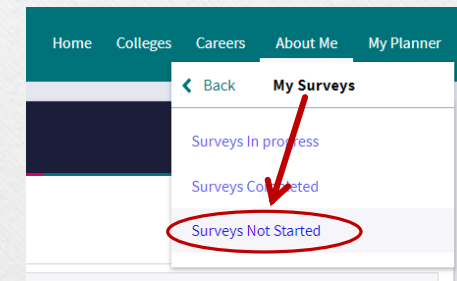 Home Colleges Careers About Me My Planner
Back My Surveys
Surveys In progress
Surveys Completed
Surveys Not Started